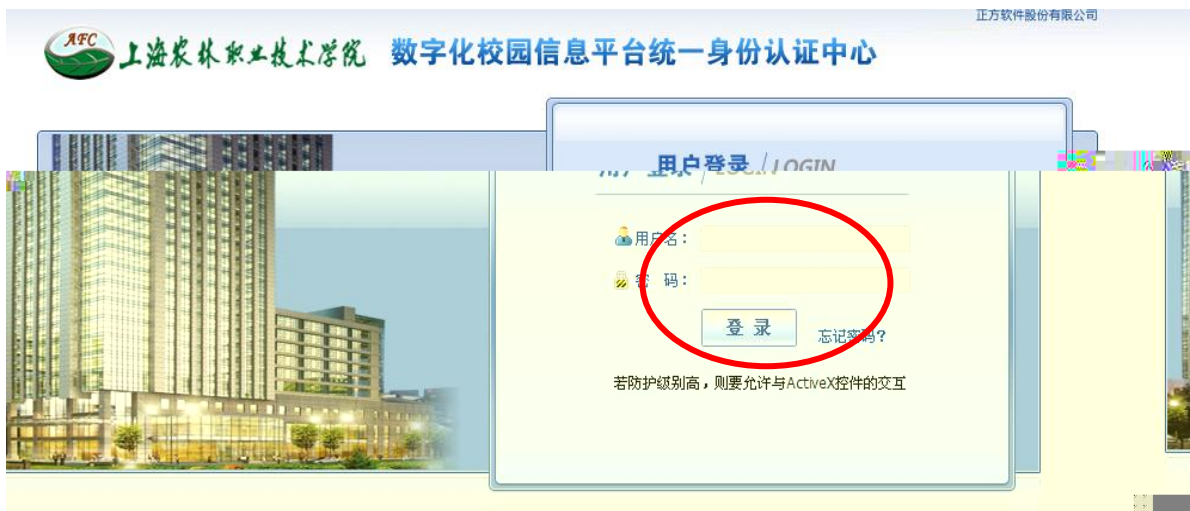 正方软件股份有限公司
AFC
上海农林职业技术学院 数字化校园信息平台统一身份认证中心
用户登录 / LOGIN
用户名：
密 码：
登 录
忘记密码?
若防护级别高，则要允许与ActiveX控件的交互